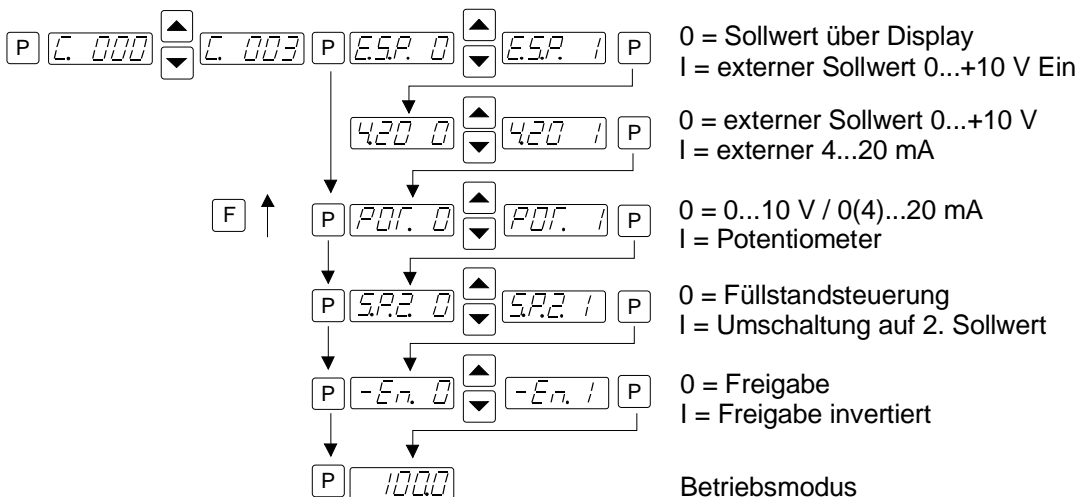 P C. 000 C. 003 P E.S.P. 0 E.S.P. 1 P 0 = Sollwert über Display
I = externer Sollwert 0...+10 V Ein
4.20 0 4.20 1 P 0 = externer Sollwert 0...+10 V
I = externer 4...20 mA
F P POT. 0 POT. 1 P 0 = 0...10 V / 0(4)...20 mA
I = Potentiometer
P S.P.2. 0 S.P.2. 1 P 0 = Füllstandsteuerung
I = Umschaltung auf 2. Sollwert
P -En. 0 -En. 1 P 0 = Freigabe
I = Freigabe invertiert
P 100.0 Betriebsmodus